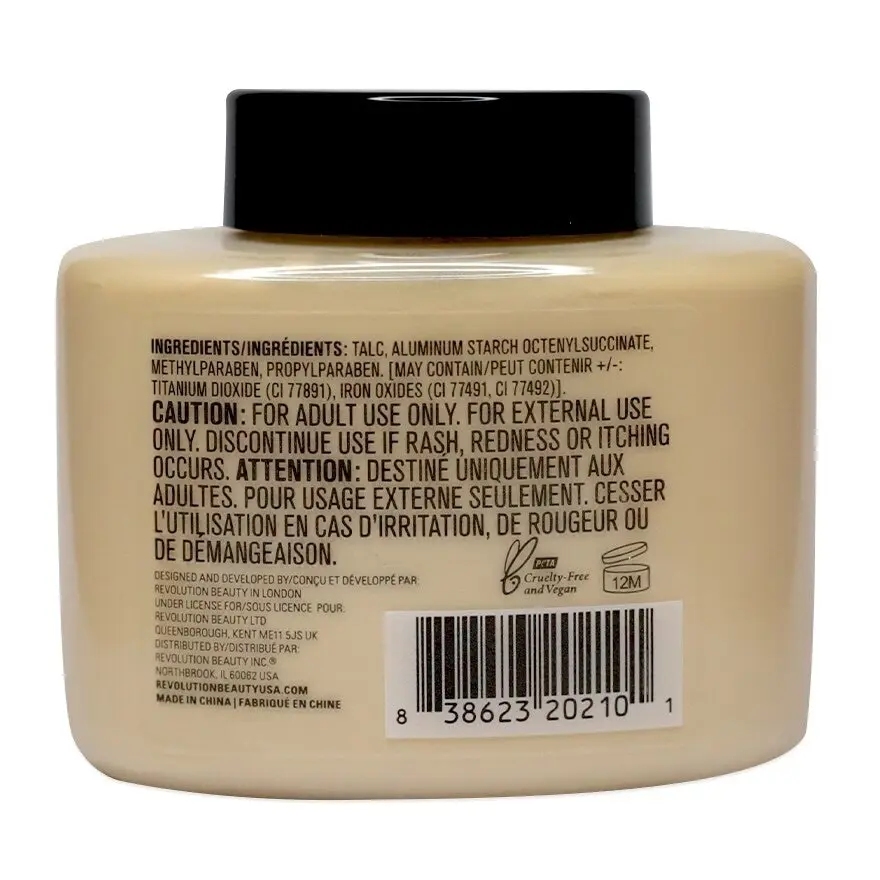 INGREDIENTS/INGRÉDIENTS: TALC, ALUMINUM STARCH OCTENYLSUCCINATE,
METHYLPARABEN, PROPYLPARABEN. [MAY CONTAIN/PEUT CONTENIR +/-:
TITANIUM DIOXIDE (CI 77891), IRON OXIDES (CI 77491, CI 77492)].
CAUTION: FOR ADULT USE ONLY. FOR EXTERNAL USE
ONLY. DISCONTINUE USE IF RASH, REDNESS OR ITCHING
OCCURS. ATTENTION: DESTINÉ UNIQUEMENT AUX
ADULTES. POUR USAGE EXTERNE SEULEMENT. CESSER
L'UTILISATION EN CAS D'IRRITATION, DE ROUGEUR OU
DE DÉMANGEAISON.
DESIGNED AND DEVELOPED BY/CONÇU ET DÉVELOPPÉ PAR:
REVOLUTION BEAUTY IN LONDON
UNDER LICENSE FOR/SOUS LICENCE POUR:
REVOLUTION BEAUTY LTD
QUEENBOROUGH, KENT ME11 5JS UK
DISTRIBUTED BY/DISTRIBUÉ PAR:
REVOLUTION BEAUTY INC.®
NORTHBROOK, IL 60062 USA
REVOLUTIONBEAUTYUSA.COM
MADE IN CHINA | FABRIQUÉ EN CHINE
PETA
Cruelty-Free
and Vegan
12M
8 38623 20210 1